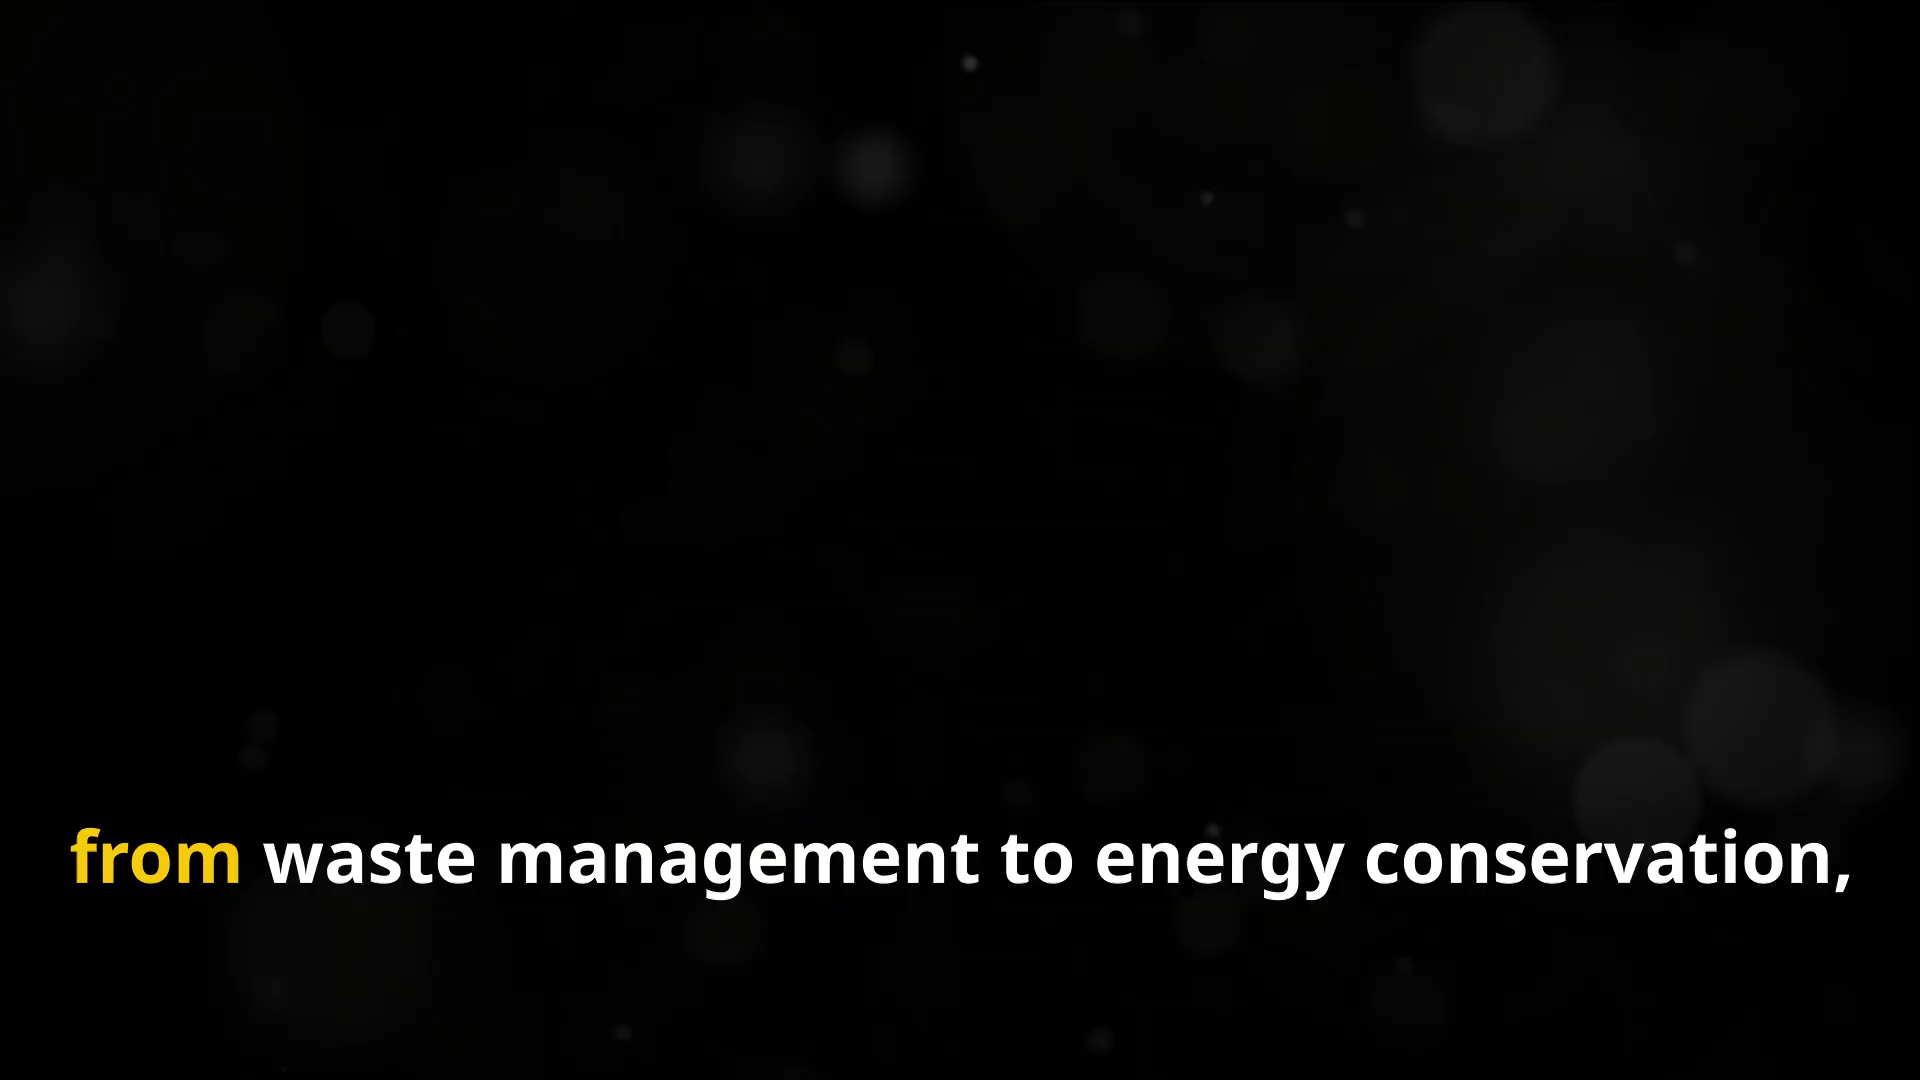 from waste management to energy conservation,